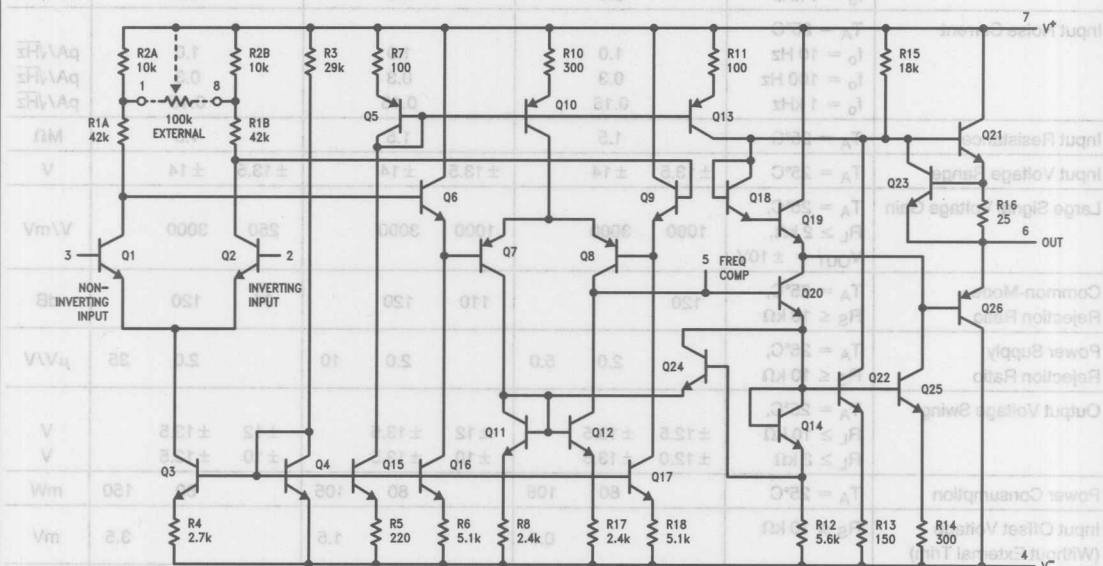 7 V+
R2A
10k
R2B
10k
R3
29k
R7
100
R10
300
R11
100
R15
18k
1
8
100k
EXTERNAL
R1A
42k
R1B
42k
Q5
Q10
Q13
Q21
Q23
Q6
Q9
Q18
Q19
R16
25
6
OUT
3
Q1
Q2
2
NON-
INVERTING
INPUT
INVERTING
INPUT
Q7
Q8
5 FREQ
COMP
Q20
Q26
Q24
Q22
Q25
Q11
Q12
Q14
Q3
Q4
Q15
Q16
Q17
R4
2.7k
R5
220
R6
5.1k
R8
2.4k
R17
2.4k
R18
5.1k
R12
5.6k
R13
150
R14
300
4
V-